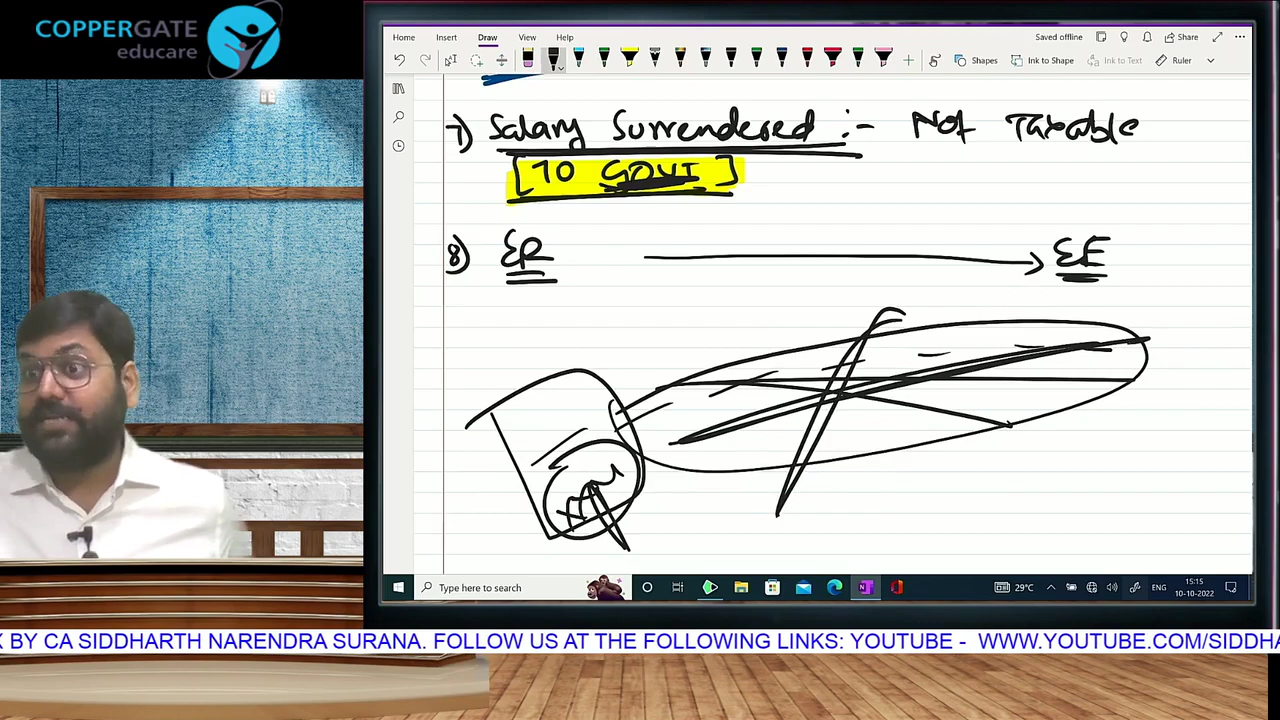 COPPERGATE
educare
Home Insert Draw View Help
Saved offline Share
Shapes Ink to Shape Ink to Text Ruler
7) Salary Surrendered :- Not Taxable
[TO GOVT]
8) ER EE
Type here to search
29°C ENG 15:15
10-10-2022
X BY CA SIDDHARTH NARENDRA SURANA. FOLLOW US AT THE FOLLOWING LINKS: YOUTUBE - WWW.YOUTUBE.COM/SIDDHA